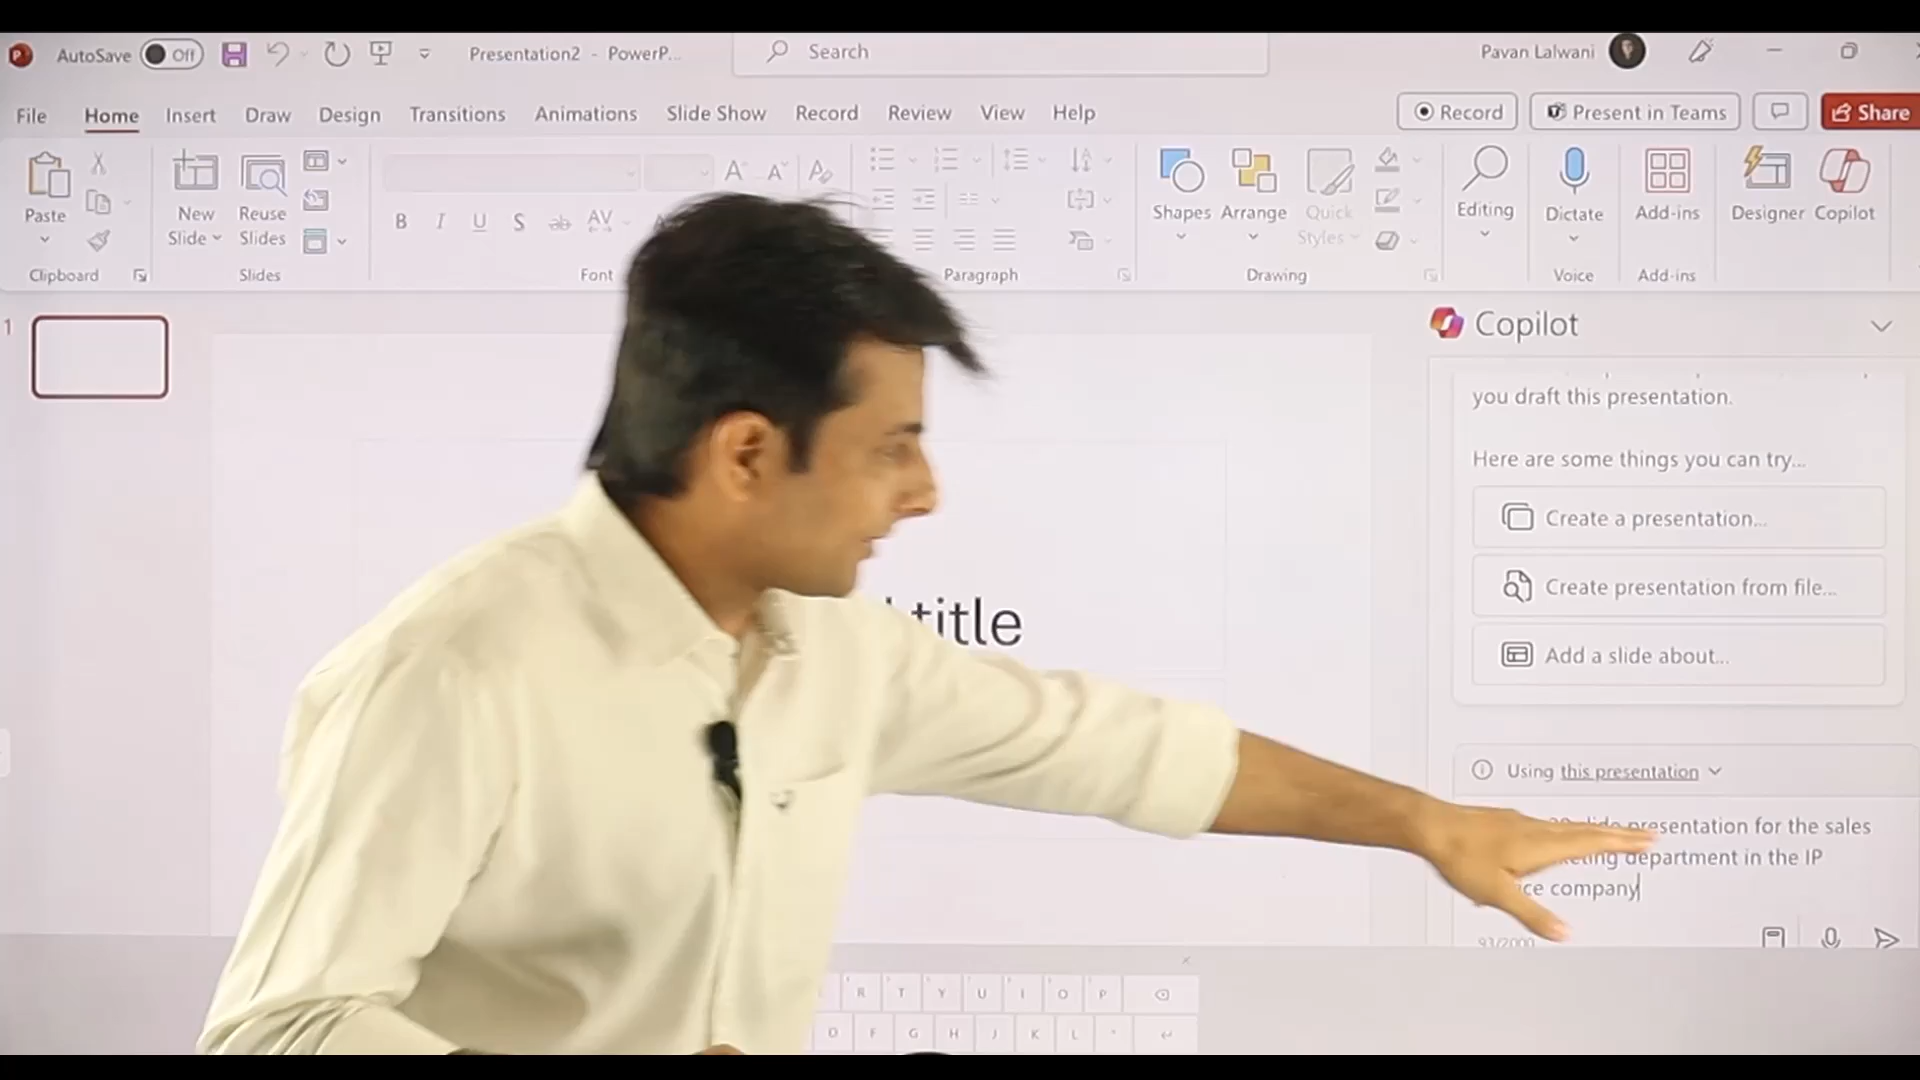 AutoSave Off Presentation2 - PowerP... Search Pavan Lalwani
File Home Insert Draw Design Transitions Animations Slide Show Record Review View Help Record Present in Teams Share
Paste New Slide Reuse Slides B I U S ab AV Shapes Arrange Quick Styles Editing Dictate Add-ins Designer Copilot
Clipboard Slides Font Paragraph Drawing Voice Add-ins
1
Copilot
you draft this presentation.
Here are some things you can try...
Create a presentation...
Create presentation from file...
Add a slide about...
title
Using this presentation
presentation for the sales
department in the IP
company
93/2000
R T Y U I O P
D F G H J K L